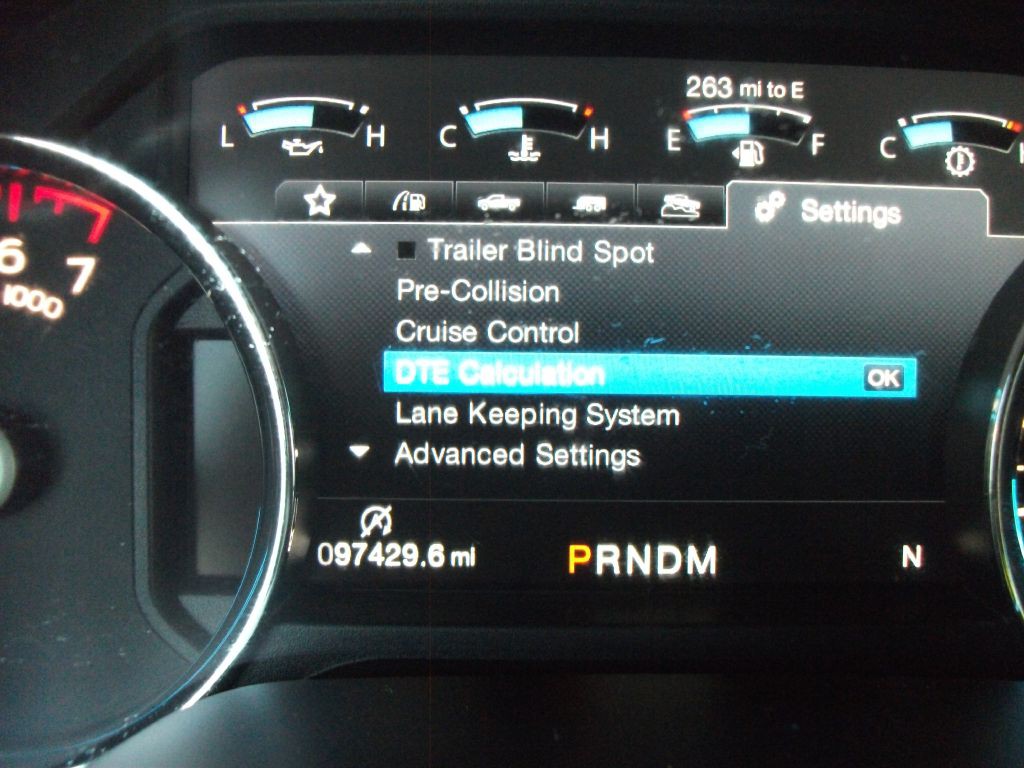 263 mi to E
L H
C H
E F
C
Settings
6
7
1000
Trailer Blind Spot
Pre-Collision
Cruise Control
DTE Calculation OK
Lane Keeping System
Advanced Settings
A
097429.6 mi
PRNDM
N